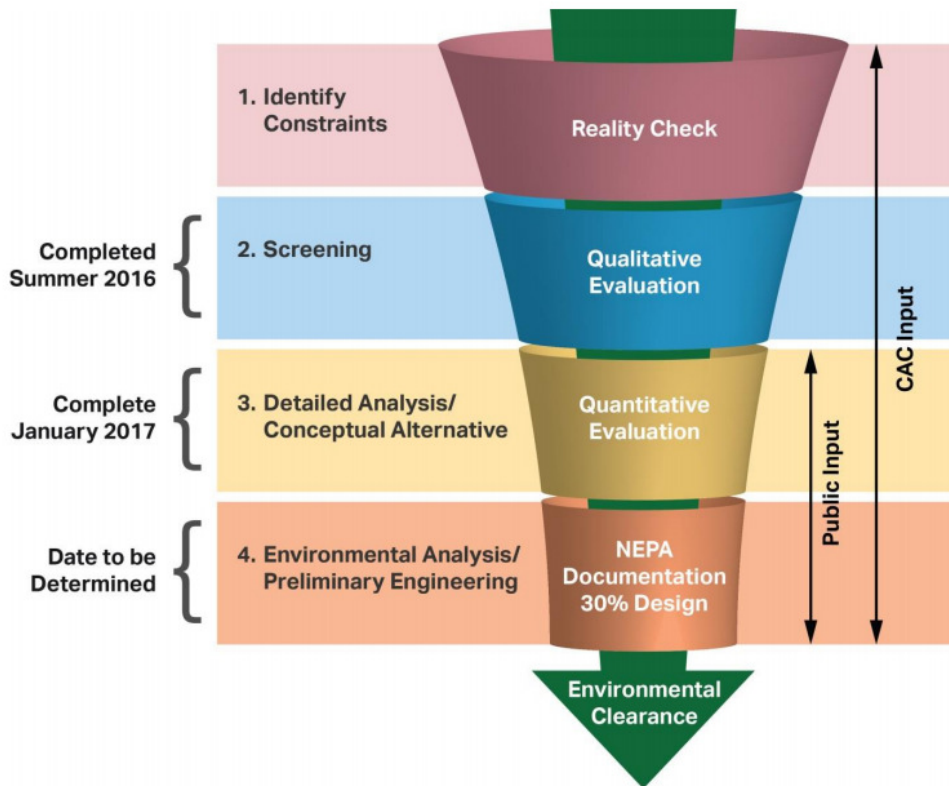 1. Identify
Constraints
Reality Check
Completed
Summer 2016
2. Screening
Qualitative
Evaluation
Complete
January 2017
3. Detailed Analysis/
Conceptual Alternative
Quantitative
Evaluation
Date to be
Determined
4. Environmental Analysis/
Preliminary Engineering
NEPA
Documentation
30% Design
Public Input
CAC Input
Environmental
Clearance